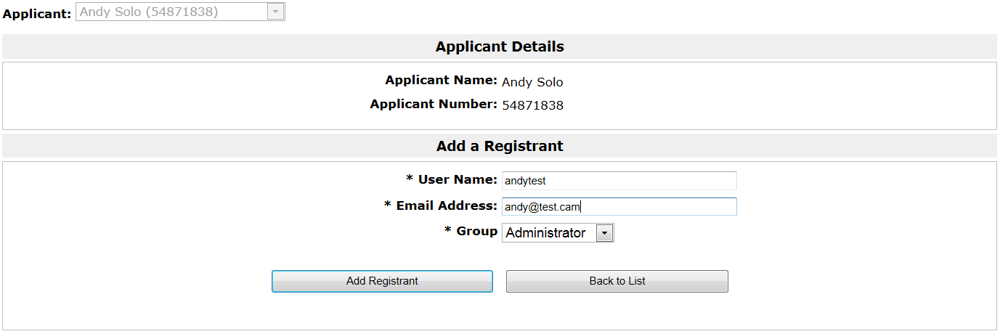 Applicant: Andy Solo (54871838)
Applicant Details
Applicant Name: Andy Solo
Applicant Number: 54871838
Add a Registrant
* User Name: andytest
* Email Address: andy@test.cam
* Group Administrator
Add Registrant Back to List